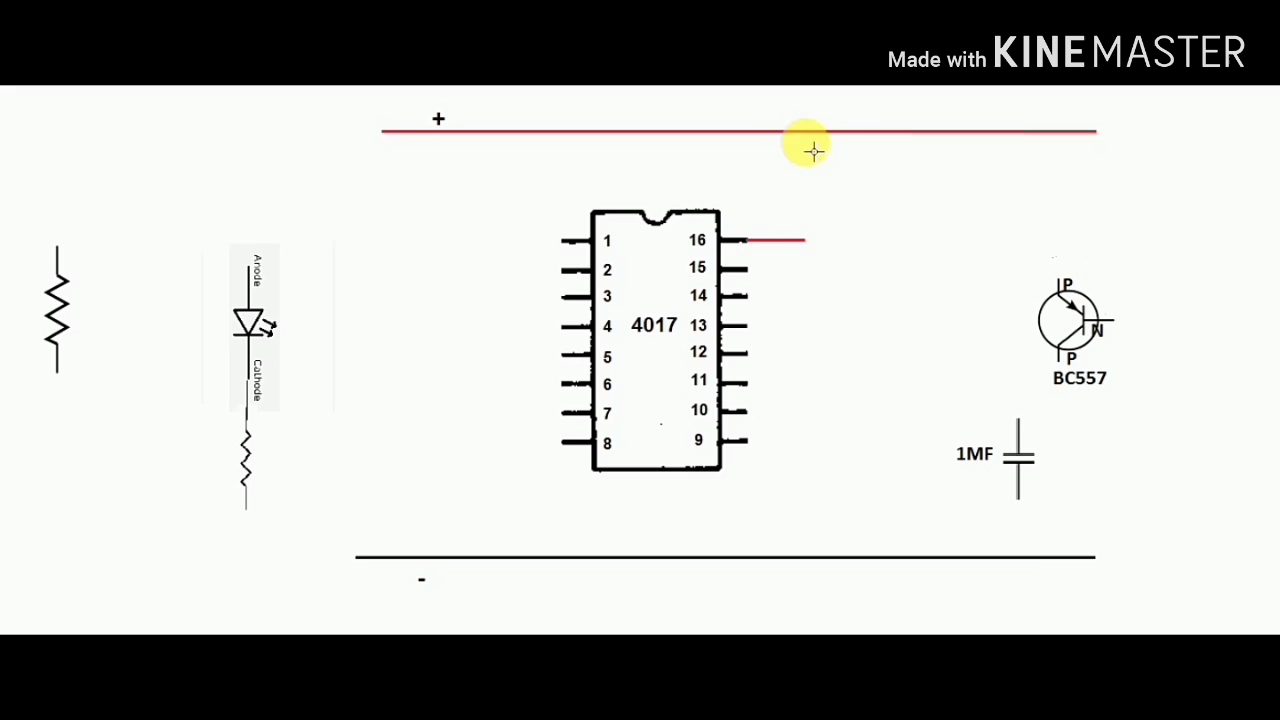 Made with KINEMASTER
+
1 16
2 15
3 14
4 4017 13
5 12
6 11
7 10
8 9
Anode
Cathode
P
N
P
BC557
1MF
-